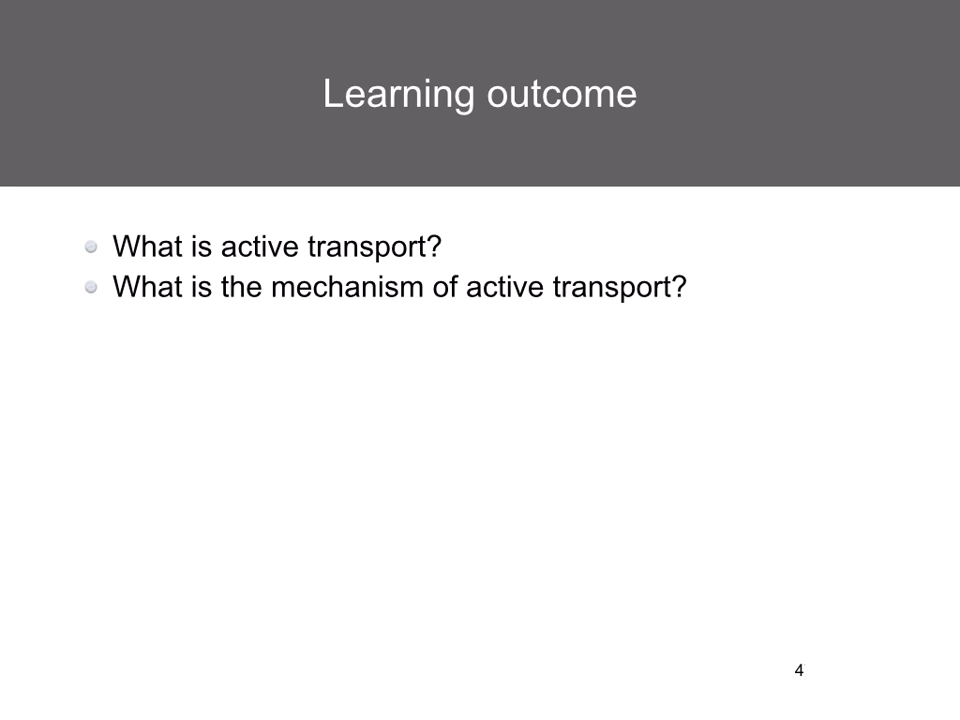 Learning outcome
What is active transport?
What is the mechanism of active transport?
4